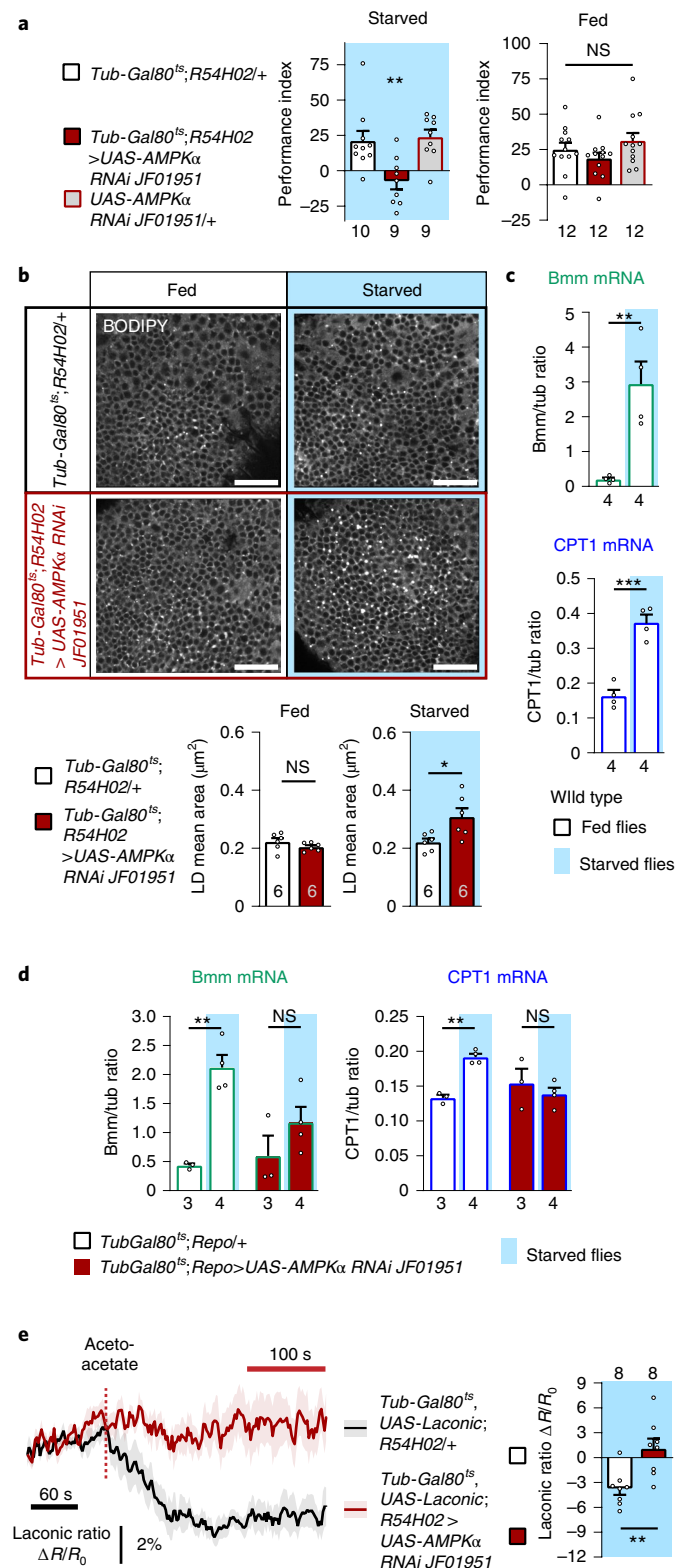 a
Starved
Fed
Tub-Gal80ts;R54H02/+
Tub-Gal80ts;R54H02
>UAS-AMPKα
RNAi JF01951
UAS-AMPKα
RNAi JF01951/+
Performance index
75
50
25
0
−25
**
10 9 9
Performance index
100
75
50
25
0
−25
NS
12 12 12
b
Fed
Starved
Tub-Gal80ts;R54H02/+
BODIPY
Tub-Gal80ts;R54H02
> UAS-AMPKα RNAi
JF01951
Fed
Starved
Tub-Gal80ts;
R54H02/+
Tub-Gal80ts;
R54H02
>UAS-AMPKα
RNAi JF01951
LD mean area (μm2)
0.6
0.4
0.2
0
NS
6 6
LD mean area (μm2)
0.6
0.4
0.2
0
*
6 6
c
Bmm mRNA
Bmm/tub ratio
5
4
3
2
1
0
**
4 4
CPT1 mRNA
CPT1/tub ratio
0.5
0.4
0.3
0.2
0.1
0
***
4 4
WIld type
Fed flies
Starved flies
d
Bmm mRNA
CPT1 mRNA
Bmm/tub ratio
3.0
2.5
2.0
1.5
1.0
0.5
0
** NS
3 4 3 4
CPT1/tub ratio
0.25
0.20
0.15
0.10
0.05
0
** NS
3 4 3 4
TubGal80ts;Repo/+
TubGal80ts;Repo>UAS-AMPKα RNAi JF01951
Starved flies
e
Aceto-
acetate
100 s
60 s
Laconic ratio
ΔR/R0
2%
Tub-Gal80ts,
UAS-Laconic;
R54H02/+
Tub-Gal80ts,
UAS-Laconic;
R54H02 >
UAS-AMPKα
RNAi JF01951
Laconic ratio ΔR/R0
8 8
9
6
3
0
−3
−6
−9
−12
**